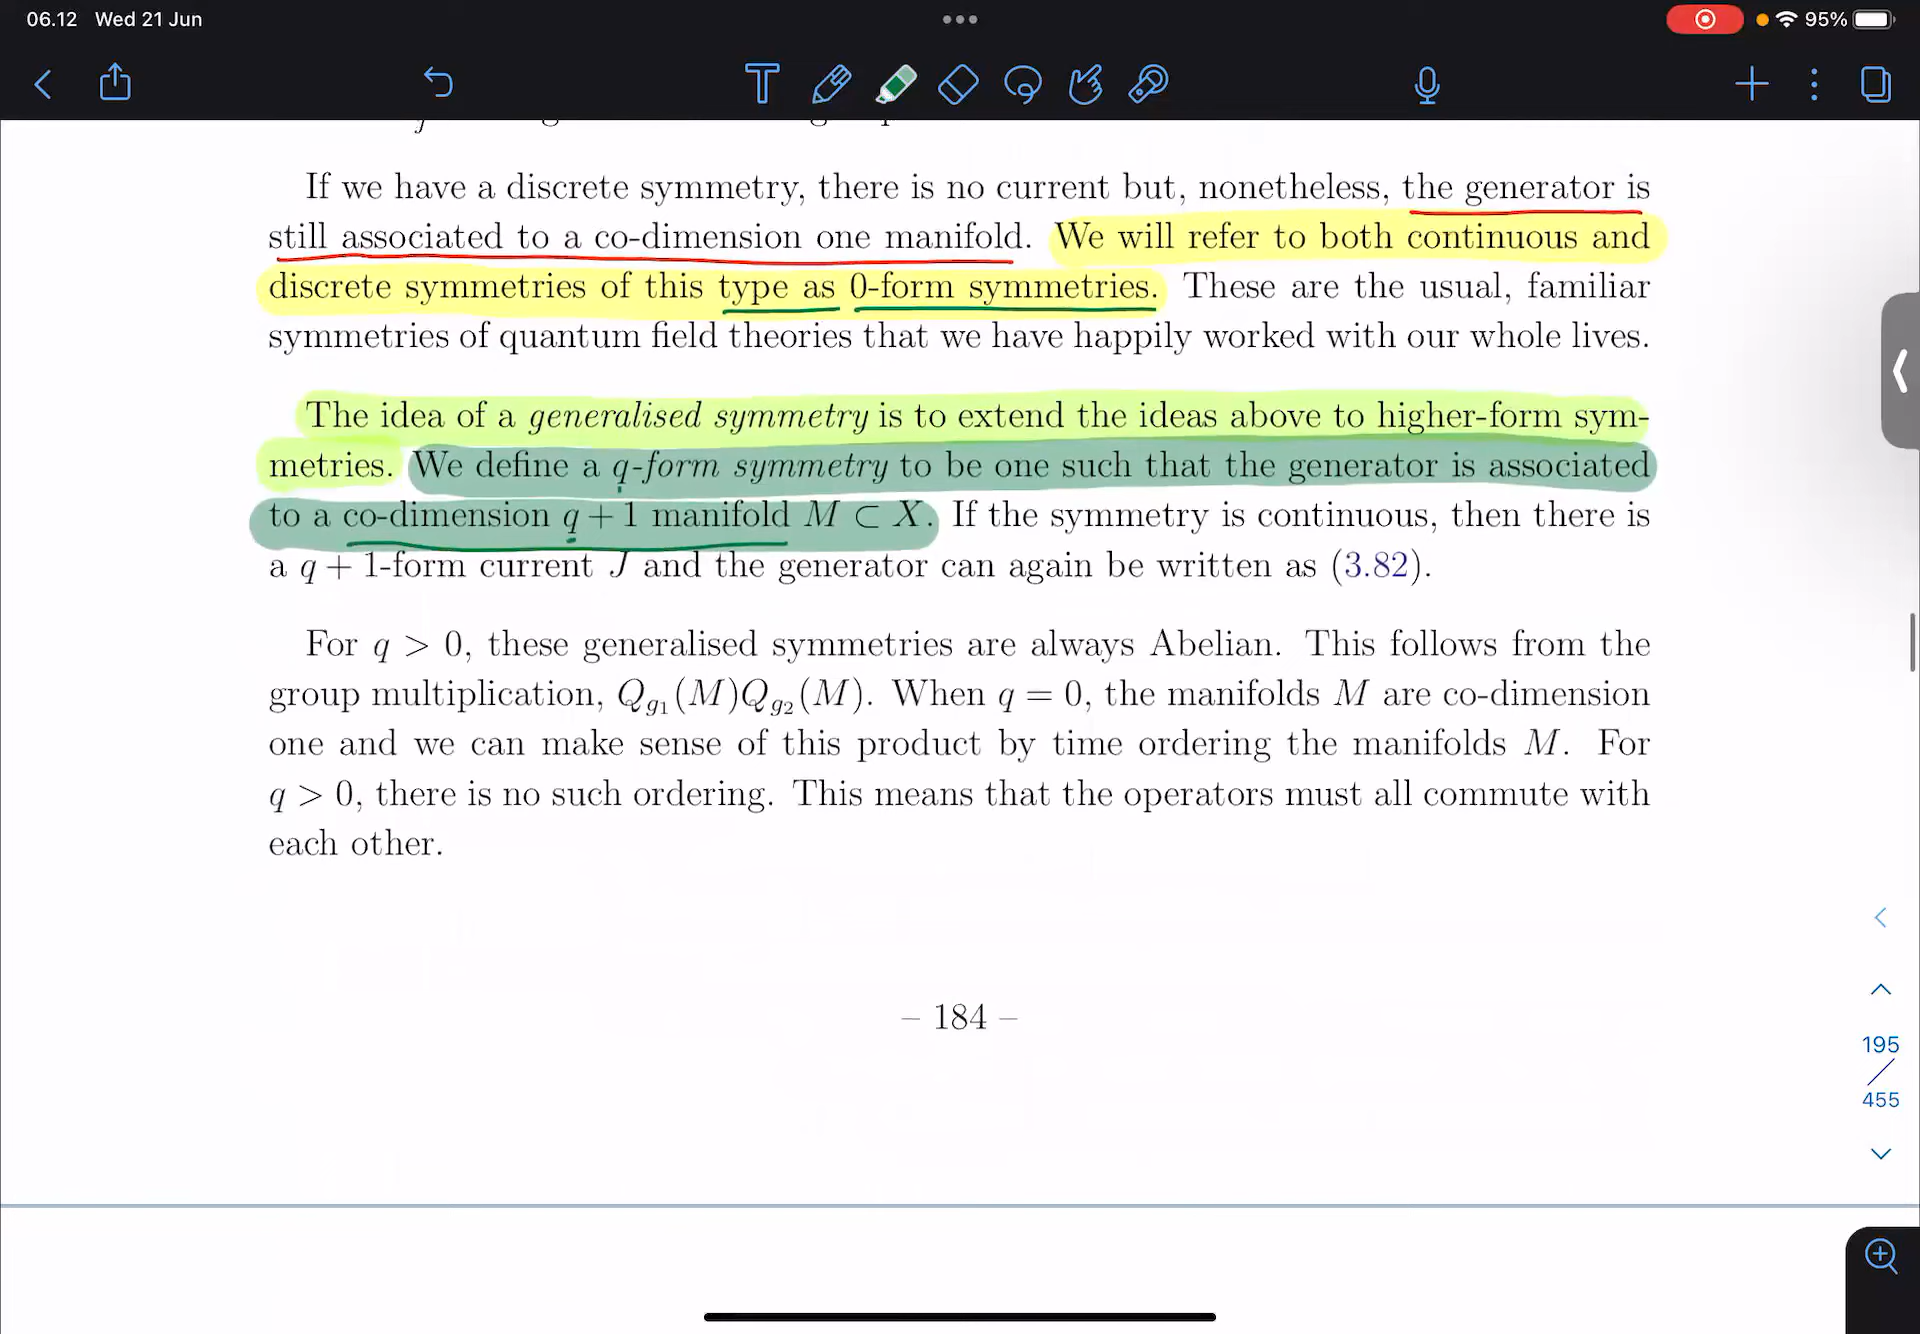 06.12 Wed 21 Jun
95%
If we have a discrete symmetry, there is no current but, nonetheless, the generator is
still associated to a co-dimension one manifold. We will refer to both continuous and
discrete symmetries of this type as 0-form symmetries. These are the usual, familiar
symmetries of quantum field theories that we have happily worked with our whole lives.
The idea of a generalised symmetry is to extend the ideas above to higher-form sym-
metries. We define a q-form symmetry to be one such that the generator is associated
to a co-dimension q + 1 manifold M ⊂ X. If the symmetry is continuous, then there is
a q + 1-form current J and the generator can again be written as (3.82).
For q > 0, these generalised symmetries are always Abelian. This follows from the
group multiplication, Q_{g_1}(M)Q_{g_2}(M). When q = 0, the manifolds M are co-dimension
one and we can make sense of this product by time ordering the manifolds M. For
q > 0, there is no such ordering. This means that the operators must all commute with
each other.
– 184 –
195
/
455